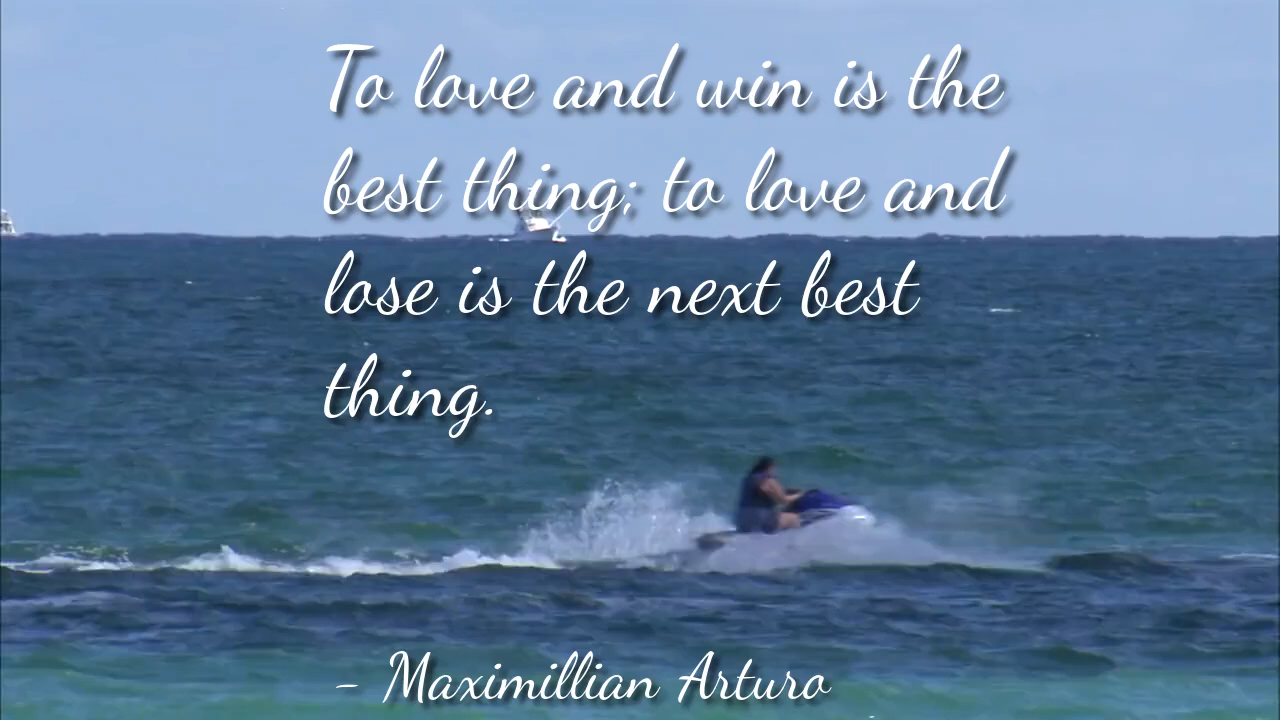 To love and win is the
best thing; to love and
lose is the next best
thing.
- Maximillian Arturo